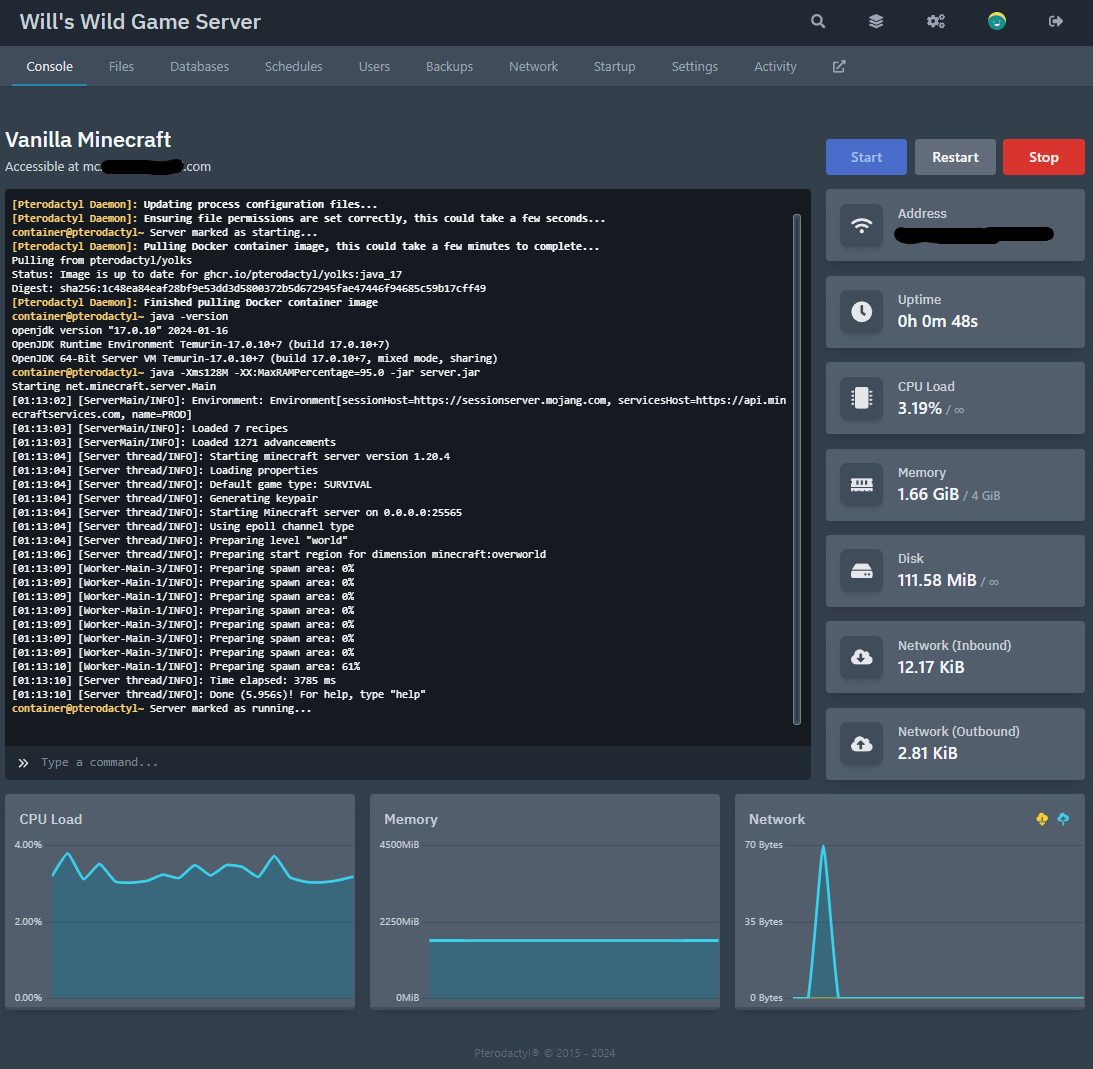 Will's Wild Game Server
Console Files Databases Schedules Users Backups Network Startup Settings Activity
Vanilla Minecraft
Accessible at mc. .com
Start Restart Stop
[Pterodactyl Daemon]: Updating process configuration files...
[Pterodactyl Daemon]: Ensuring file permissions are set correctly, this could take a few seconds...
container@pterodactyl~ Server marked as starting...
[Pterodactyl Daemon]: Pulling Docker container image, this could take a few minutes to complete...
Pulling from pterodactyl/yolks
Status: Image is up to date for ghcr.io/pterodactyl/yolks:java_17
Digest: sha256:1c48ea84eaf28bf9e53dd3d5800372b5d672945fae47446f94685c59b17cff49
[Pterodactyl Daemon]: Finished pulling Docker container image
container@pterodactyl~ java -version
openjdk version "17.0.10" 2024-01-16
OpenJDK Runtime Environment Temurin-17.0.10+7 (build 17.0.10+7)
OpenJDK 64-Bit Server VM Temurin-17.0.10+7 (build 17.0.10+7, mixed mode, sharing)
container@pterodactyl~ java -Xms128M -XX:MaxRAMPercentage=95.0 -jar server.jar
Starting net.minecraft.server.Main
[01:13:02] [ServerMain/INFO]: Environment: Environment[sessionHost=https://sessionserver.mojang.com, servicesHost=https://api.min
ecraftservices.com, name=PROD]
[01:13:03] [ServerMain/INFO]: Loaded 7 recipes
[01:13:03] [ServerMain/INFO]: Loaded 1271 advancements
[01:13:04] [Server thread/INFO]: Starting minecraft server version 1.20.4
[01:13:04] [Server thread/INFO]: Loading properties
[01:13:04] [Server thread/INFO]: Default game type: SURVIVAL
[01:13:04] [Server thread/INFO]: Generating keypair
[01:13:04] [Server thread/INFO]: Starting Minecraft server on 0.0.0.0:25565
[01:13:04] [Server thread/INFO]: Using epoll channel type
[01:13:04] [Server thread/INFO]: Preparing level "world"
[01:13:06] [Server thread/INFO]: Preparing start region for dimension minecraft:overworld
[01:13:09] [Worker-Main-3/INFO]: Preparing spawn area: 0%
[01:13:09] [Worker-Main-1/INFO]: Preparing spawn area: 0%
[01:13:09] [Worker-Main-1/INFO]: Preparing spawn area: 0%
[01:13:09] [Worker-Main-1/INFO]: Preparing spawn area: 0%
[01:13:09] [Worker-Main-3/INFO]: Preparing spawn area: 0%
[01:13:09] [Worker-Main-3/INFO]: Preparing spawn area: 0%
[01:13:09] [Worker-Main-3/INFO]: Preparing spawn area: 0%
[01:13:10] [Worker-Main-1/INFO]: Preparing spawn area: 61%
[01:13:10] [Server thread/INFO]: Time elapsed: 3785 ms
[01:13:10] [Server thread/INFO]: Done (5.956s)! For help, type "help"
container@pterodactyl~ Server marked as running...
Type a command...
Address
Uptime
0h 0m 48s
CPU Load
3.19% / ∞
Memory
1.66 GiB / 4 GiB
Disk
111.58 MiB / ∞
Network (Inbound)
12.17 KiB
Network (Outbound)
2.81 KiB
CPU Load
4.00%
2.00%
0.00%
Memory
4500MiB
2250MiB
0MiB
Network
70 Bytes
35 Bytes
0 Bytes
Pterodactyl® © 2015 - 2024